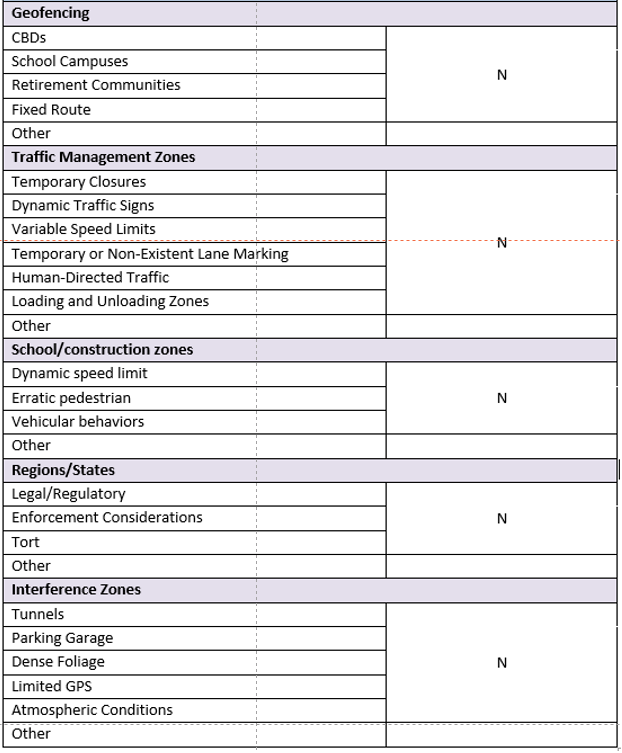 Geofencing
CBDs
School Campuses
N
Retirement Communities
Fixed Route
Other
Traffic Management Zones
Temporary Closures
Dynamic Traffic Signs
Variable Speed Limits
N
Temporary or Non-Existent Lane Marking
Human-Directed Traffic
Loading and Unloading Zones
Other
School/construction zones
Dynamic speed limit
Erratic pedestrian
N
Vehicular behaviors
Other
Regions/States
Legal/Regulatory
Enforcement Considerations
N
Tort
Other
Interference Zones
Tunnels
Parking Garage
Dense Foliage
N
Limited GPS
Atmospheric Conditions
Other